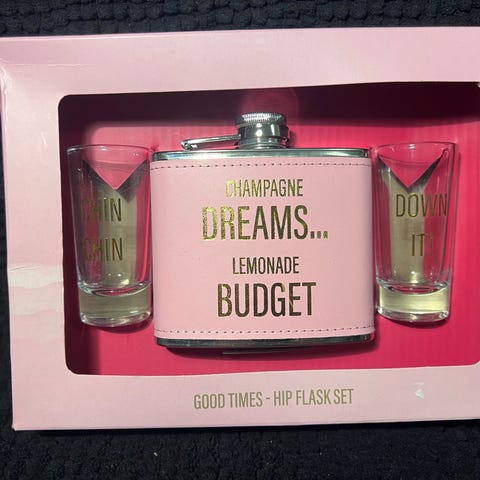 CHAMPAGNE
DREAMS...
LEMONADE
BUDGET
CHIN
CHIN
DOWN
IT!
GOOD TIMES - HIP FLASK SET